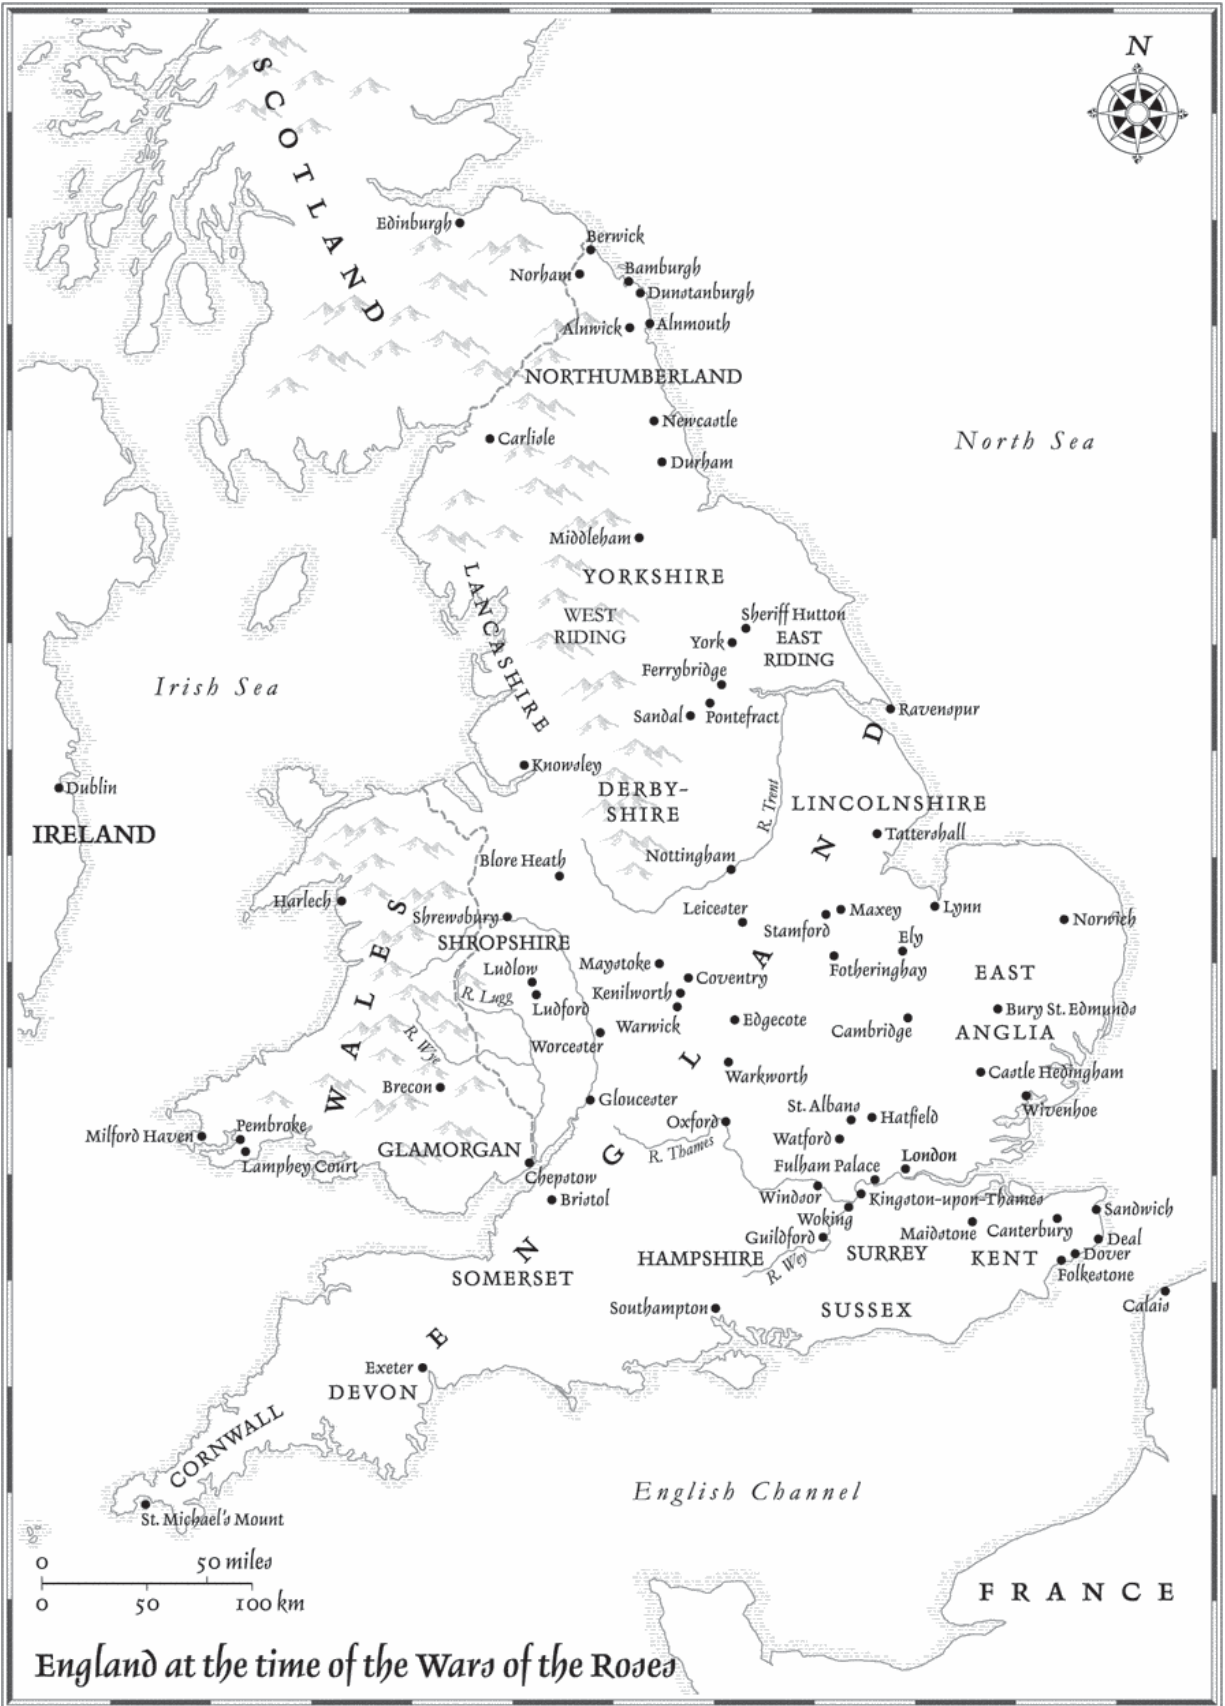 N
SCOTLAND
Edinburgh
Berwick
Norham
Bamburgh
Dunstanburgh
Alnwick
Alnmouth
NORTHUMBERLAND
Newcastle
Carlisle
North Sea
Durham
Middleham
YORKSHIRE
LANCASHIRE
WEST
RIDING
Sheriff Hutton
York
EAST
RIDING
Ferrybridge
Irish Sea
Sandal
Pontefract
Ravenspur
Knowsley
Dublin
IRELAND
DERBY-
SHIRE
R. Trent
LINCOLNSHIRE
Tattershall
Nottingham
Blore Heath
Harlech
Shrewsbury
SHROPSHIRE
Leicester
Stamford
Maxey
Lynn
Norwich
Ely
Fotheringhay
WALES
Ludlow
R. Lugg
Ludford
Maxstoke
Coventry
Kenilworth
Warwick
Edgecote
EAST
ANGLIA
Bury St. Edmunds
Cambridge
R. Wye
Worcester
Warkworth
Castle Hedingham
Brecon
Gloucester
Wivenhoe
St. Albans
Hatfield
Oxford
R. Thames
Watford
Milford Haven
Pembroke
Lamphey Court
GLAMORGAN
Chepstow
Bristol
London
Fulham Palace
Windsor
Kingston-upon-Thames
Woking
Guildford
R. Wey
Maidstone
Canterbury
Sandwich
Deal
Dover
Folkestone
HAMPSHIRE
SURREY
KENT
SOMERSET
Southampton
SUSSEX
Calais
ENGLAND
Exeter
DEVON
CORNWALL
St. Michael's Mount
English Channel
FRANCE
0 50 miles
0 50 100 km
England at the time of the Wars of the Roses